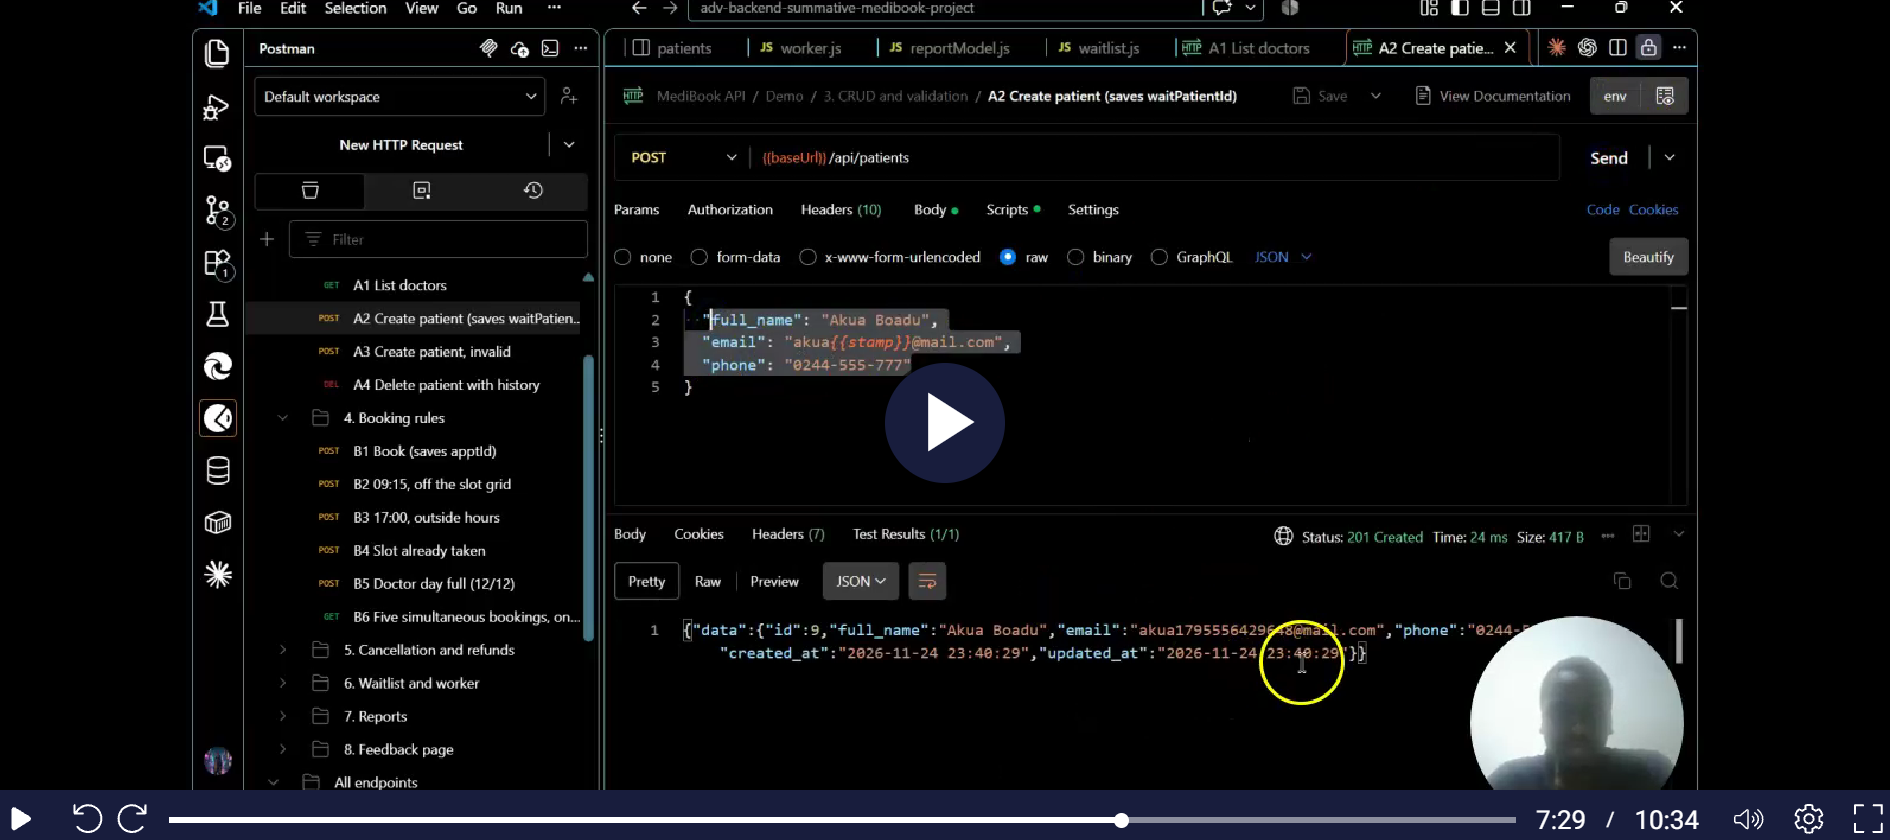 File Edit Selection View Go Run ··· adv-backend-summative-medibook-project
Postman
patients JS worker.js JS reportModel.js JS waitlist.js HTTP A1 List doctors HTTP A2 Create patie...
Default workspace
HTTP MediBook API / Demo / 3. CRUD and validation / A2 Create patient (saves waitPatientId) Save View Documentation env
New HTTP Request
POST {{baseUrl}} /api/patients Send
Params Authorization Headers (10) Body Scripts Settings Code Cookies
Filter
none form-data x-www-form-urlencoded raw binary GraphQL JSON Beautify
GET A1 List doctors
POST A2 Create patient (saves waitPatien...
POST A3 Create patient, invalid
DEL A4 Delete patient with history
4. Booking rules
POST B1 Book (saves apptId)
POST B2 09:15, off the slot grid
POST B3 17:00, outside hours
POST B4 Slot already taken
POST B5 Doctor day full (12/12)
GET B6 Five simultaneous bookings, on...
5. Cancellation and refunds
6. Waitlist and worker
7. Reports
8. Feedback page
All endpoints
2
1
1 {
2 "full_name": "Akua Boadu",
3 "email": "akua{{stamp}}@mail.com",
4 "phone": "0244-555-777"
5 }
Body Cookies Headers (7) Test Results (1/1) Status: 201 Created Time: 24 ms Size: 417 B
Pretty Raw Preview JSON
1 {"data":{"id":9,"full_name":"Akua Boadu","email":"akua1795556429648@mail.com","phone":"0244-
"created_at":"2026-11-24 23:40:29","updated_at":"2026-11-24 23:40:29"}}
7:29 / 10:34